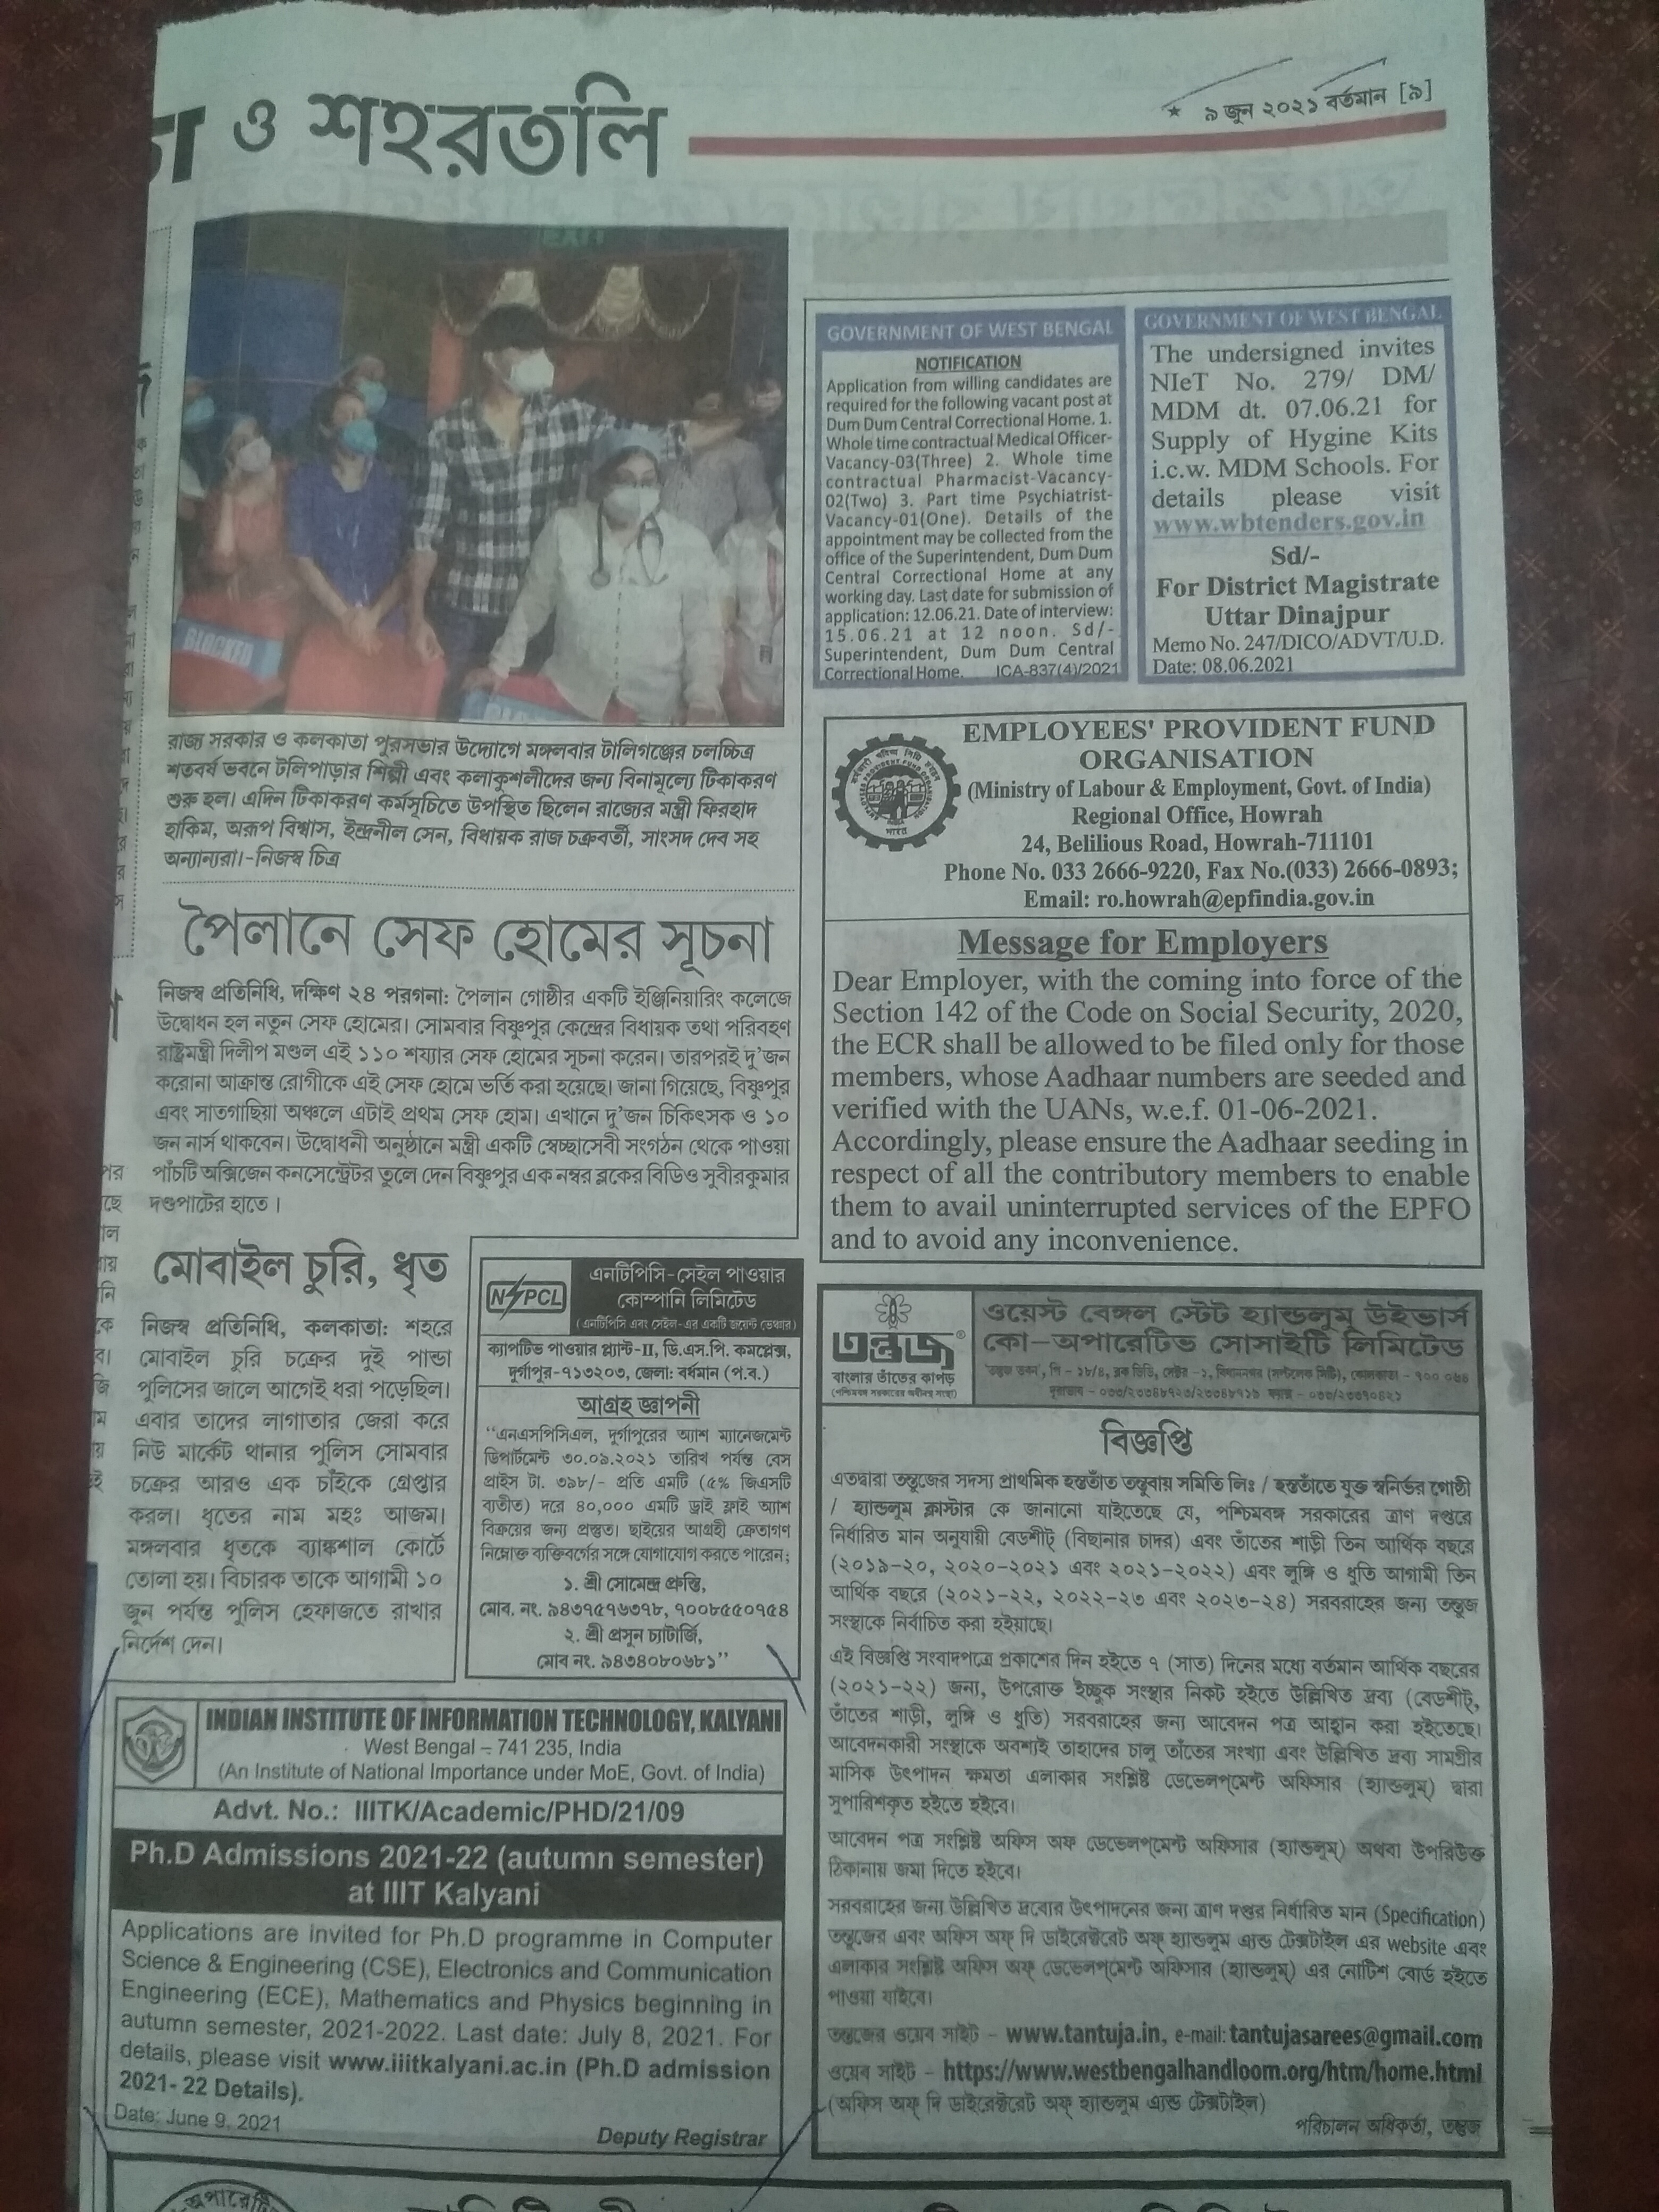 ও শহরতলি
★ ৯ জুন ২০২১ বর্তমান [৯]
BLOCKED
রাজ্য সরকার ও কলকাতা পুরসভার উদ্যোগে মঙ্গলবার টালিগঞ্জের চলচ্চিত্র
শতবর্ষ ভবনে টলিপাড়ার শিল্পী এবং কলাকুশলীদের জন্য বিনামূল্যে টিকাকরণ
শুরু হল। এদিন টিকাকরণ কর্মসূচিতে উপস্থিত ছিলেন রাজ্যের মন্ত্রী ফিরহাদ
হাকিম, অরূপ বিশ্বাস, ইন্দ্রনীল সেন, বিধায়ক রাজ চক্রবর্তী, সাংসদ দেব সহ
অন্যান্যরা।-নিজস্ব চিত্র
পৈলানে সেফ হোমের সূচনা
নিজস্ব প্রতিনিধি, দক্ষিণ ২৪ পরগনা: পৈলান গোষ্ঠীর একটি ইঞ্জিনিয়ারিং কলেজে
উদ্বোধন হল নতুন সেফ হোমের। সোমবার বিষ্ণুপুর কেন্দ্রের বিধায়ক তথা পরিবহণ
রাষ্ট্রমন্ত্রী দিলীপ মণ্ডল এই ১১০ শয্যার সেফ হোমের সূচনা করেন। তারপরই দু'জন
করোনা আক্রান্ত রোগীকে এই সেফ হোমে ভর্তি করা হয়েছে। জানা গিয়েছে, বিষ্ণুপুর
এবং সাতগাছিয়া অঞ্চলে এটাই প্রথম সেফ হোম। এখানে দু'জন চিকিৎসক ও ১০
জন নার্স থাকবেন। উদ্বোধনী অনুষ্ঠানে মন্ত্রী একটি স্বেচ্ছাসেবী সংগঠন থেকে পাওয়া
পাঁচটি অক্সিজেন কনসেন্ট্রেটর তুলে দেন বিষ্ণুপুর এক নম্বর ব্লকের বিডিও সুবীরকুমার
দণ্ডপাটের হাতে।
মোবাইল চুরি, ধৃত
নিজস্ব প্রতিনিধি, কলকাতা: শহরে
মোবাইল চুরি চক্রের দুই পান্ডা
পুলিসের জালে আগেই ধরা পড়েছিল।
এবার তাদের লাগাতার জেরা করে
নিউ মার্কেট থানার পুলিস সোমবার
চক্রের আরও এক চাঁইকে গ্রেপ্তার
করল। ধৃতের নাম মহঃ আজম।
মঙ্গলবার ধৃতকে ব্যাঙ্কশাল কোর্টে
তোলা হয়। বিচারক তাকে আগামী ১০
জুন পর্যন্ত পুলিস হেফাজতে রাখার
নির্দেশ দেন।
NSPCL
এনটিপিসি-সেইল পাওয়ার
কোম্পানি লিমিটেড
(এনটিপিসি এবং সেইল-এর একটি জয়েন্ট ভেঞ্চার)
ক্যাপটিভ পাওয়ার প্ল্যান্ট-II, ডি.এস.পি. কমপ্লেক্স,
দুর্গাপুর-৭১৩২০৩, জেলা: বর্ধমান (প.ব.)
আগ্রহ জ্ঞাপনী
"এনএসপিসিএল, দুর্গাপুরের অ্যাশ ম্যানেজমেন্ট
ডিপার্টমেন্ট ৩০.০৯.২০২১ তারিখ পর্যন্ত বেস
প্রাইস টা. ৩৯৮/- প্রতি এমটি (৫% জিএসটি
ব্যতীত) দরে ৪০,০০০ এমটি ড্রাই ফ্লাই অ্যাশ
বিক্রয়ের জন্য প্রস্তুত। ছাইয়ের আগ্রহী ক্রেতাগণ
নিম্নোক্ত ব্যক্তিবর্গের সঙ্গে যোগাযোগ করতে পারেন;
১. শ্রী সোমেন্দ্র প্রুস্তি,
মোব. নং. ৯৪৩৭৫৭৬৩৭৮, ৭০০৮৫৫০৭৫৪
২. শ্রী প্রসুন চ্যাটার্জি,
মোব নং. ৯৪৩৪০৮০৬৮১"
INDIAN INSTITUTE OF INFORMATION TECHNOLOGY, KALYANI
West Bengal – 741 235, India
(An Institute of National Importance under MoE, Govt. of India)
Advt. No.: IIITK/Academic/PHD/21/09
Ph.D Admissions 2021-22 (autumn semester)
at IIIT Kalyani
Applications are invited for Ph.D programme in Computer
Science & Engineering (CSE), Electronics and Communication
Engineering (ECE), Mathematics and Physics beginning in
autumn semester, 2021-2022. Last date: July 8, 2021. For
details, please visit www.iiitkalyani.ac.in (Ph.D admission
2021- 22 Details).
Date: June 9, 2021
Deputy Registrar
GOVERNMENT OF WEST BENGAL
NOTIFICATION
Application from willing candidates are
required for the following vacant post at
Dum Dum Central Correctional Home. 1.
Whole time contractual Medical Officer-
Vacancy-03(Three) 2. Whole time
contractual Pharmacist-Vacancy-
02(Two) 3. Part time Psychiatrist-
Vacancy-01(One). Details of the
appointment may be collected from the
office of the Superintendent, Dum Dum
Central Correctional Home at any
working day. Last date for submission of
application: 12.06.21. Date of interview:
15.06.21 at 12 noon. Sd/-
Superintendent, Dum Dum Central
Correctional Home. ICA-837(4)/2021
GOVERNMENT OF WEST BENGAL
The undersigned invites
NIeT No. 279/ DM/
MDM dt. 07.06.21 for
Supply of Hygine Kits
i.c.w. MDM Schools. For
details please visit
www.wbtenders.gov.in
Sd/-
For District Magistrate
Uttar Dinajpur
Memo No. 247/DICO/ADVT/U.D.
Date: 08.06.2021
EMPLOYEES' PROVIDENT FUND
ORGANISATION
(Ministry of Labour & Employment, Govt. of India)
Regional Office, Howrah
24, Belilious Road, Howrah-711101
Phone No. 033 2666-9220, Fax No.(033) 2666-0893;
Email: ro.howrah@epfindia.gov.in
Message for Employers
Dear Employer, with the coming into force of the
Section 142 of the Code on Social Security, 2020,
the ECR shall be allowed to be filed only for those
members, whose Aadhaar numbers are seeded and
verified with the UANs, w.e.f. 01-06-2021.
Accordingly, please ensure the Aadhaar seeding in
respect of all the contributory members to enable
them to avail uninterrupted services of the EPFO
and to avoid any inconvenience.
তন্তুজ®
বাংলার তাঁতের কাপড়
(পশ্চিমবঙ্গ সরকারের অধীনস্থ সংস্থা)
ওয়েস্ট বেঙ্গল স্টেট হ্যান্ডলুম্ উইভার্স
কো-অপারেটিভ সোসাইটি লিমিটেড
বিজ্ঞপ্তি
এতদ্বারা তন্তুজের সদস্য প্রাথমিক হস্ততাঁত তন্তুবায় সমিতি লিঃ / হস্ততাঁতে যুক্ত স্বনির্ভর গোষ্ঠী
/ হ্যান্ডলুম ক্লাস্টার কে জানানো যাইতেছে যে, পশ্চিমবঙ্গ সরকারের ত্রাণ দপ্তরে
নির্ধারিত মান অনুযায়ী বেডশীট্ (বিছানার চাদর) এবং তাঁতের শাড়ী তিন আর্থিক বছরে
(২০১৯-২০, ২০২০-২০২১ এবং ২০২১-২০২২) এবং লুঙ্গি ও ধুতি আগামী তিন
আর্থিক বছরে (২০২১-২২, ২০২২-২৩ এবং ২০২৩-২৪) সরবরাহের জন্য তন্তুজ
সংস্থাকে নির্বাচিত করা হইয়াছে।
এই বিজ্ঞপ্তি সংবাদপত্রে প্রকাশের দিন হইতে ৭ (সাত) দিনের মধ্যে বর্তমান আর্থিক বছরের
(২০২১-২২) জন্য, উপরোক্ত ইচ্ছুক সংস্থার নিকট হইতে উল্লিখিত দ্রব্য (বেডশীট্,
তাঁতের শাড়ী, লুঙ্গি ও ধুতি) সরবরাহের জন্য আবেদন পত্র আহ্বান করা হইতেছে।
আবেদনকারী সংস্থাকে অবশ্যই তাহাদের চালু তাঁতের সংখ্যা এবং উল্লিখিত দ্রব্য সামগ্রীর
মাসিক উৎপাদন ক্ষমতা এলাকার সংশ্লিষ্ট ডেভেলপ্‌মেন্ট অফিসার (হ্যান্ডলুম্) দ্বারা
সুপারিশকৃত হইতে হইবে।
আবেদন পত্র সংশ্লিষ্ট অফিস অফ ডেভেলপ্‌মেন্ট অফিসার (হ্যান্ডলুম্) অথবা উপরিউক্ত
ঠিকানায় জমা দিতে হইবে।
সরবরাহের জন্য উল্লিখিত দ্রব্যের উৎপাদনের জন্য ত্রাণ দপ্তর নির্ধারিত মান (Specification)
তন্তুজের এবং অফিস অফ্ দি ডাইরেক্টরেট অফ্ হ্যান্ডলুম এ্যন্ড টেক্সটাইল এর website এবং
এলাকার সংশ্লিষ্ট অফিস অফ্ ডেভেলপ্‌মেন্ট অফিসার (হ্যান্ডলুম্) এর নোটিশ বোর্ড হইতে
পাওয়া যাইবে।
তন্তুজের ওয়েব সাইট – www.tantuja.in, e-mail: tantujasarees@gmail.com
ওয়েব সাইট – https://www.westbengalhandloom.org/htm/home.html
(অফিস অফ্ দি ডাইরেক্টরেট অফ্ হ্যান্ডলুম এ্যন্ড টেক্সটাইল)
পরিচালন অধিকর্তা, তন্তুজ